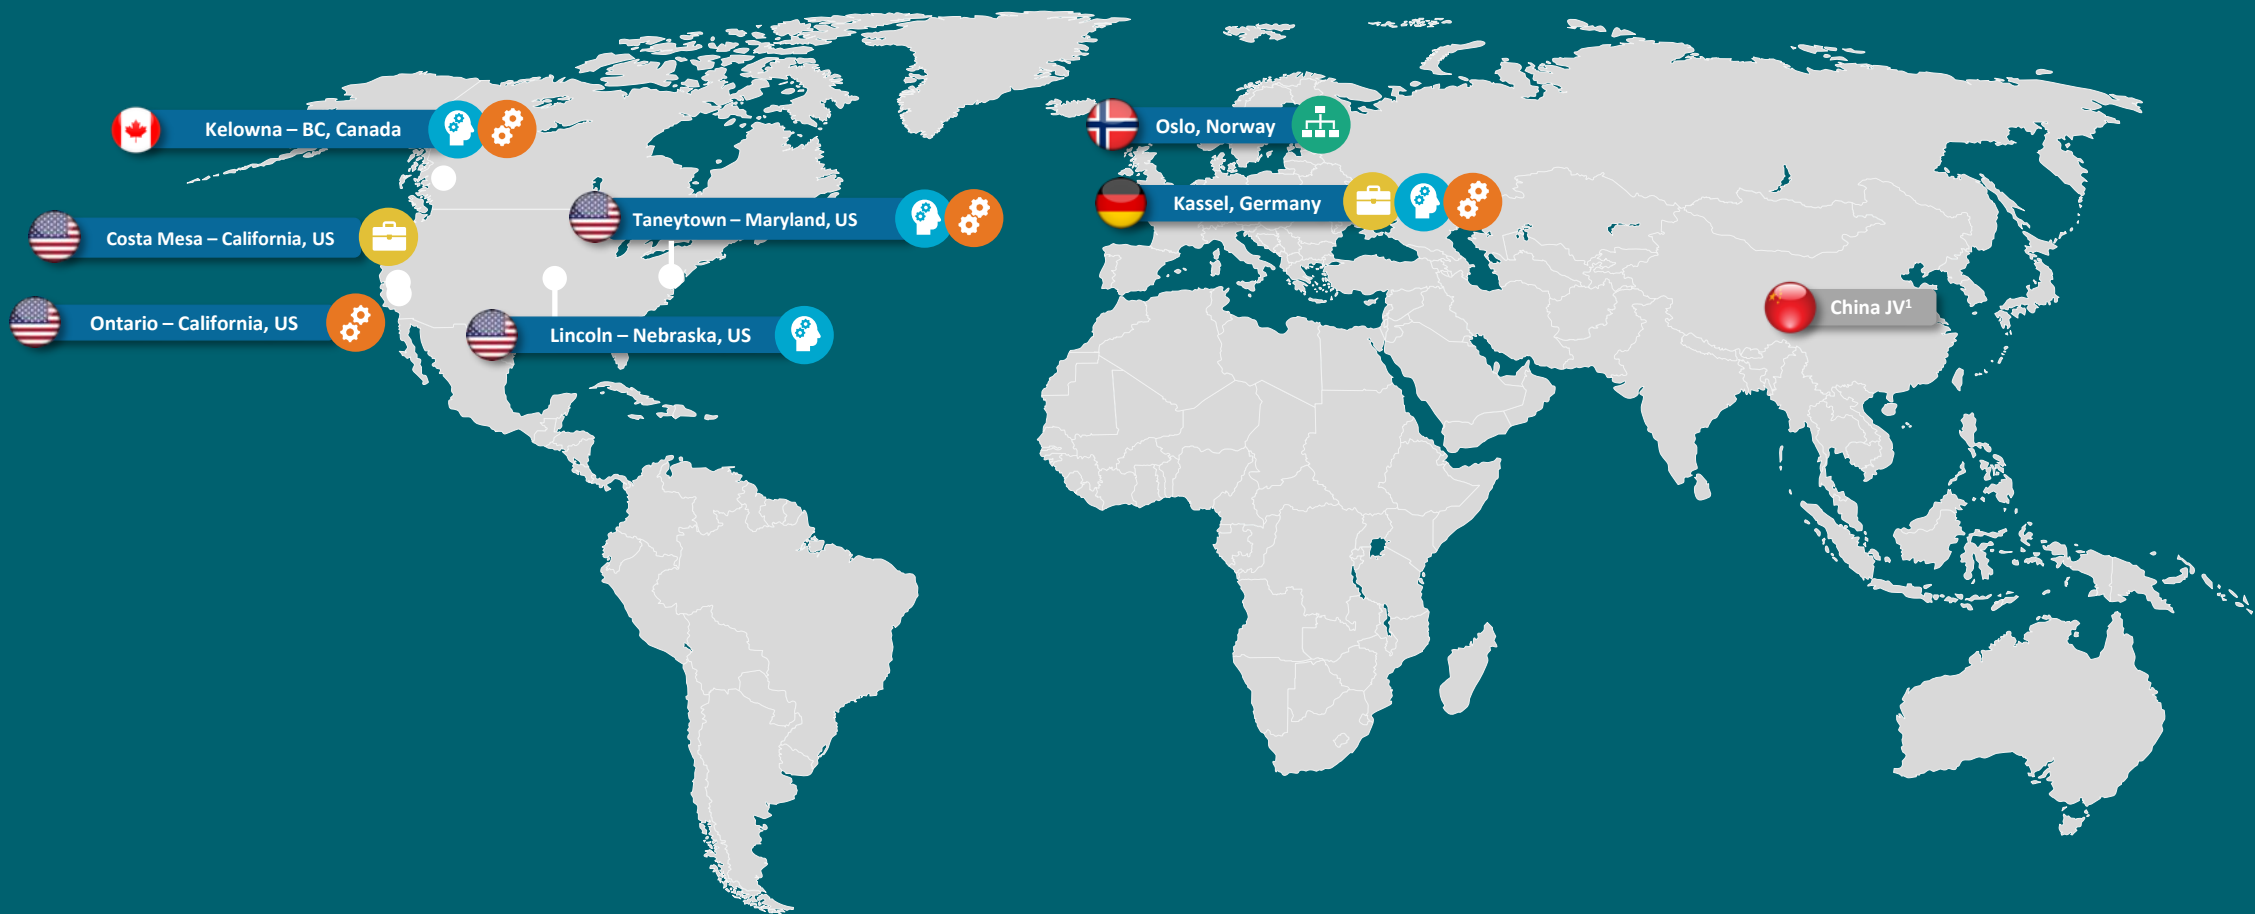 Kelowna – BC, Canada
Oslo, Norway
Kassel, Germany
Taneytown – Maryland, US
Costa Mesa – California, US
China JV¹
Ontario – California, US
Lincoln – Nebraska, US